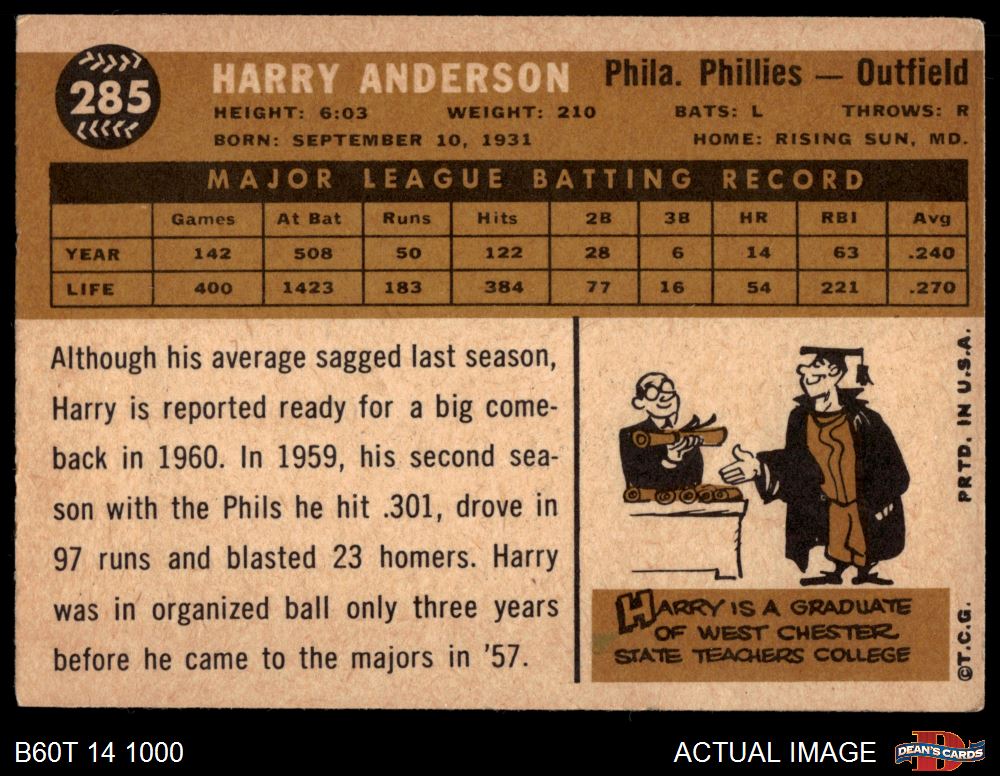 285
HARRY ANDERSON
Phila. Phillies — Outfield
HEIGHT: 6:03 WEIGHT: 210 BATS: L THROWS: R
BORN: SEPTEMBER 10, 1931 HOME: RISING SUN, MD.
MAJOR LEAGUE BATTING RECORD
Games At Bat Runs Hits 2B 3B HR RBI Avg
YEAR 142 508 50 122 28 6 14 63 .240
LIFE 400 1423 183 384 77 16 54 221 .270
Although his average sagged last season,
Harry is reported ready for a big come-
back in 1960. In 1959, his second sea-
son with the Phils he hit .301, drove in
97 runs and blasted 23 homers. Harry
was in organized ball only three years
before he came to the majors in '57.
HARRY IS A GRADUATE
OF WEST CHESTER
STATE TEACHERS COLLEGE
©T.C.G. PRTD. IN U.S.A.
B60T 14 1000
ACTUAL IMAGE
DEAN'S CARDS